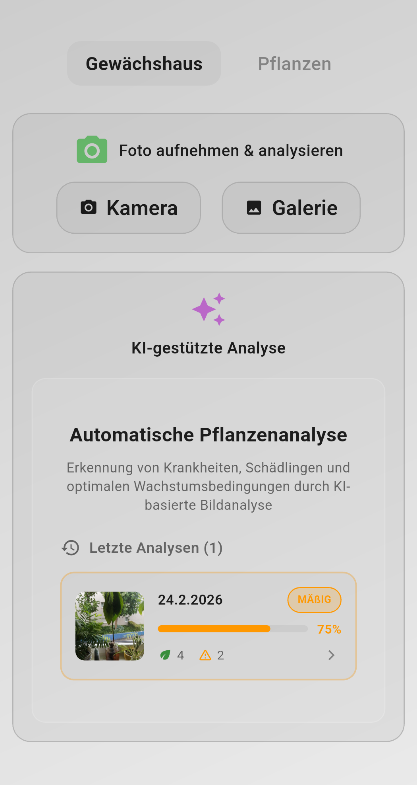 Gewächshaus
Pflanzen
Foto aufnehmen & analysieren
Kamera
Galerie
KI-gestützte Analyse
Automatische Pflanzenanalyse
Erkennung von Krankheiten, Schädlingen und
optimalen Wachstumsbedingungen durch KI-
basierte Bildanalyse
Letzte Analysen (1)
24.2.2026
MÄẞIG
75%
4
2